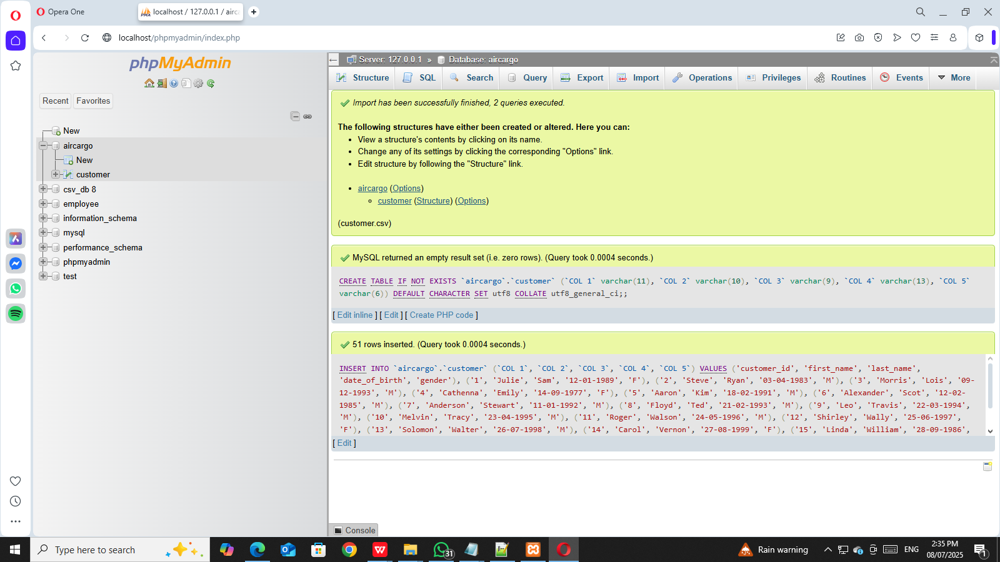 Opera One
localhost / 127.0.0.1 / airca
localhost/phpmyadmin/index.php
phpMyAdmin
Recent
Favorites
New
aircargo
New
customer
csv_db 8
employee
information_schema
mysql
performance_schema
phpmyadmin
test
Server: 127.0.0.1 » Database: aircargo
Structure
SQL
Search
Query
Export
Import
Operations
Privileges
Routines
Events
More
Import has been successfully finished, 2 queries executed.
The following structures have either been created or altered. Here you can:
View a structure's contents by clicking on its name.
Change any of its settings by clicking the corresponding "Options" link.
Edit structure by following the "Structure" link.
aircargo (Options)
customer (Structure) (Options)
(customer.csv)
MySQL returned an empty result set (i.e. zero rows). (Query took 0.0004 seconds.)
CREATE TABLE IF NOT EXISTS `aircargo`.`customer` (`COL 1` varchar(11), `COL 2` varchar(10), `COL 3` varchar(9), `COL 4` varchar(13), `COL 5`
varchar(6)) DEFAULT CHARACTER SET utf8 COLLATE utf8_general_ci;;
[ Edit inline ] [ Edit ] [ Create PHP code ]
51 rows inserted. (Query took 0.0004 seconds.)
INSERT INTO `aircargo`.`customer` (`COL 1`, `COL 2`, `COL 3`, `COL 4`, `COL 5`) VALUES ('customer_id', 'first_name', 'last_name',
'date_of_birth', 'gender'), ('1', 'Julie', 'Sam', '12-01-1989', 'F'), ('2', 'Steve', 'Ryan', '03-04-1983', 'M'), ('3', 'Morris', 'Lois', '09-
12-1993', 'M'), ('4', 'Cathenna', 'Emily', '14-09-1977', 'F'), ('5', 'Aaron', 'Kim', '18-02-1991', 'M'), ('6', 'Alexander', 'Scot', '12-02-
1985', 'M'), ('7', 'Anderson', 'Stewart', '11-01-1992', 'M'), ('8', 'Floyd', 'Ted', '21-02-1993', 'M'), ('9', 'Leo', 'Travis', '22-03-1994',
'M'), ('10', 'Melvin', 'Tracy', '23-04-1995', 'M'), ('11', 'Roger', 'Walson', '24-05-1996', 'M'), ('12', 'Shirley', 'Wally', '25-06-1997',
'F'), ('13', 'Solomon', 'Walter', '26-07-1998', 'M'), ('14', 'Carol', 'Vernon', '27-08-1999', 'F'), ('15', 'Linda', 'William', '28-09-1986',
[ Edit ]
Console
Type here to search
31
Rain warning
ENG
2:35 PM
08/07/2025
1